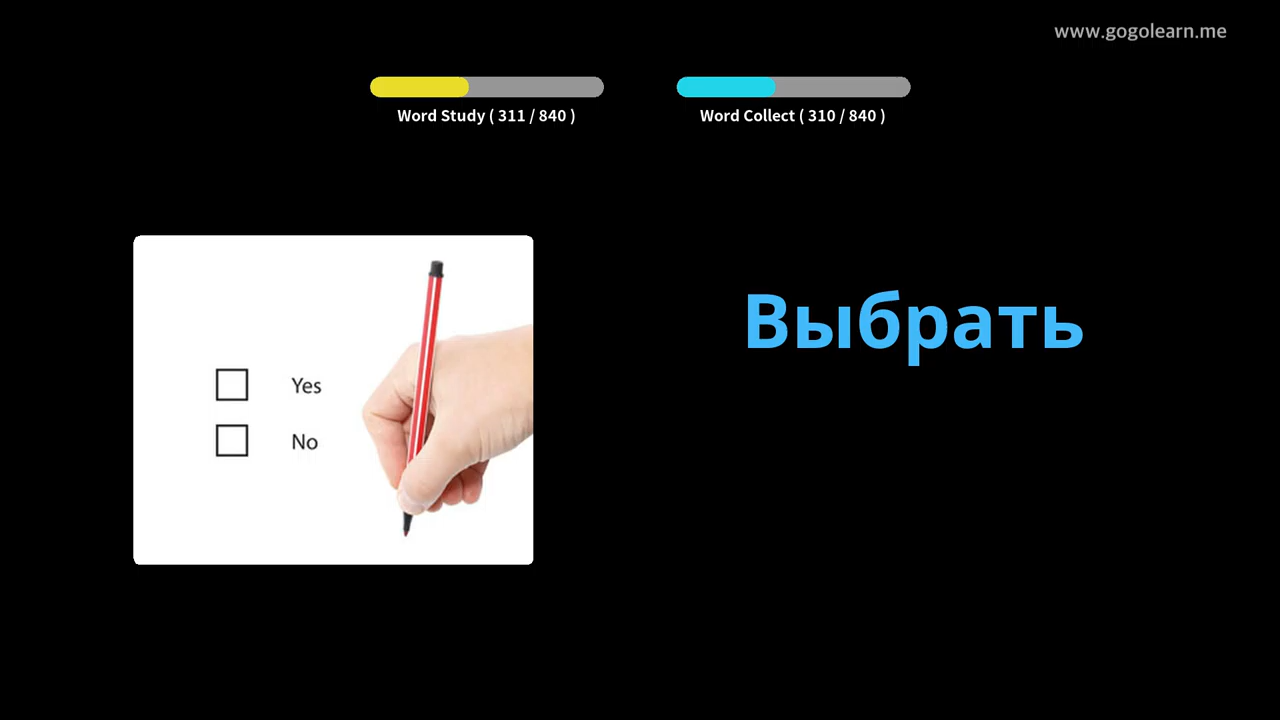 www.gogolearn.me
Word Study ( 311 / 840 )
Word Collect ( 310 / 840 )
Выбрать
Yes
No